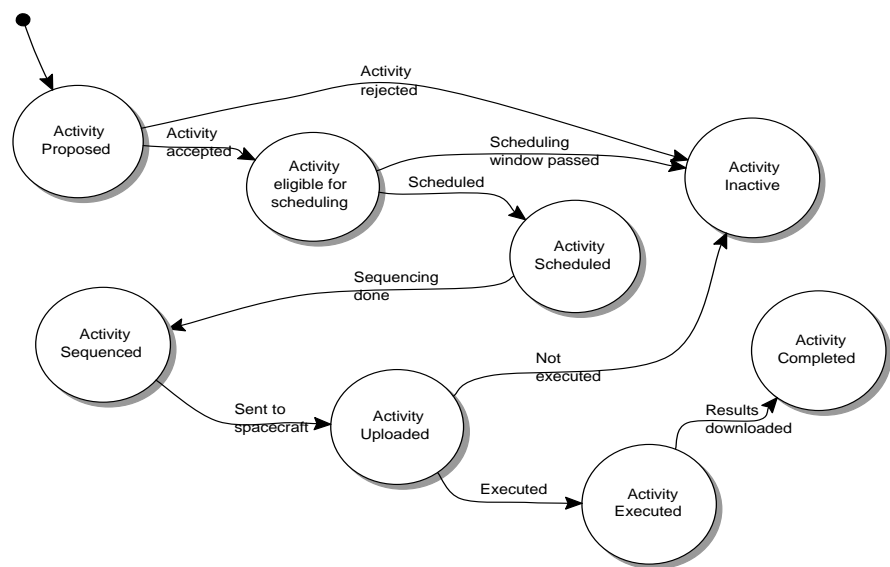 Activity
rejected
Activity
Proposed
Activity
accepted
Activity
eligible for
scheduling
Scheduling
window passed
Activity
Inactive
Scheduled
Activity
Scheduled
Sequencing
done
Activity
Sequenced
Sent to
spacecraft
Activity
Uploaded
Not
executed
Activity
Completed
Results
downloaded
Executed
Activity
Executed